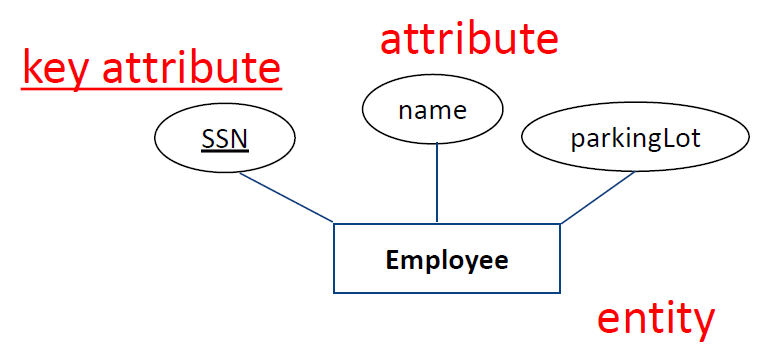 attribute
key attribute
name
SSN
parkingLot
Employee
entity